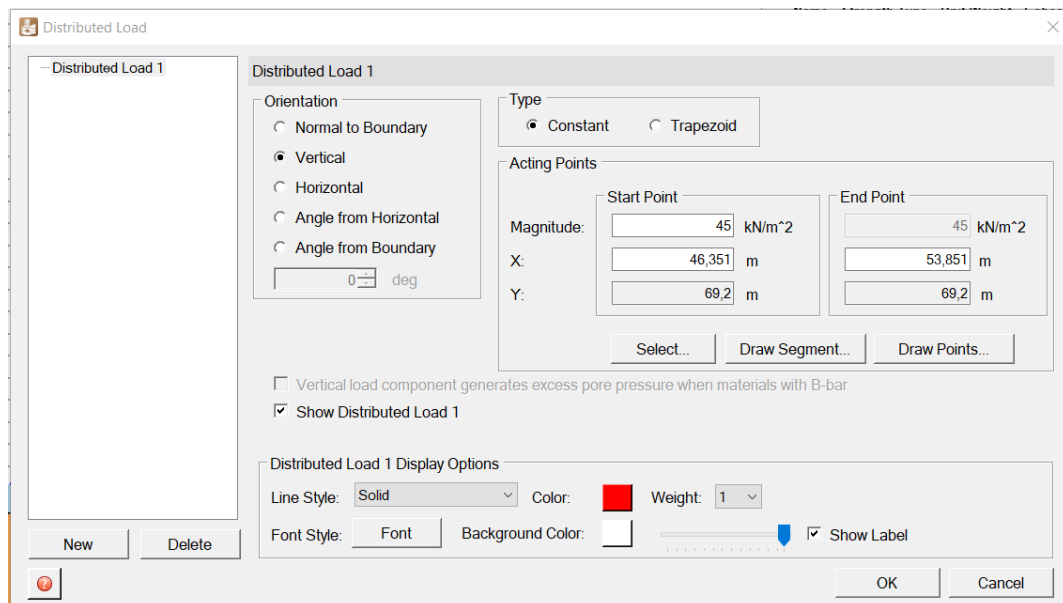 Distributed Load
Distributed Load 1
Distributed Load 1
Orientation
Normal to Boundary
Vertical
Horizontal
Angle from Horizontal
Angle from Boundary
0 deg
Type
Constant Trapezoid
Acting Points
Start Point End Point
Magnitude: 45 kN/m^2 45 kN/m^2
X: 46,351 m 53,851 m
Y: 69,2 m 69,2 m
Select... Draw Segment... Draw Points...
Vertical load component generates excess pore pressure when materials with B-bar
Show Distributed Load 1
Distributed Load 1 Display Options
Line Style: Solid Color: Weight: 1
Font Style: Font Background Color: Show Label
New Delete
OK Cancel